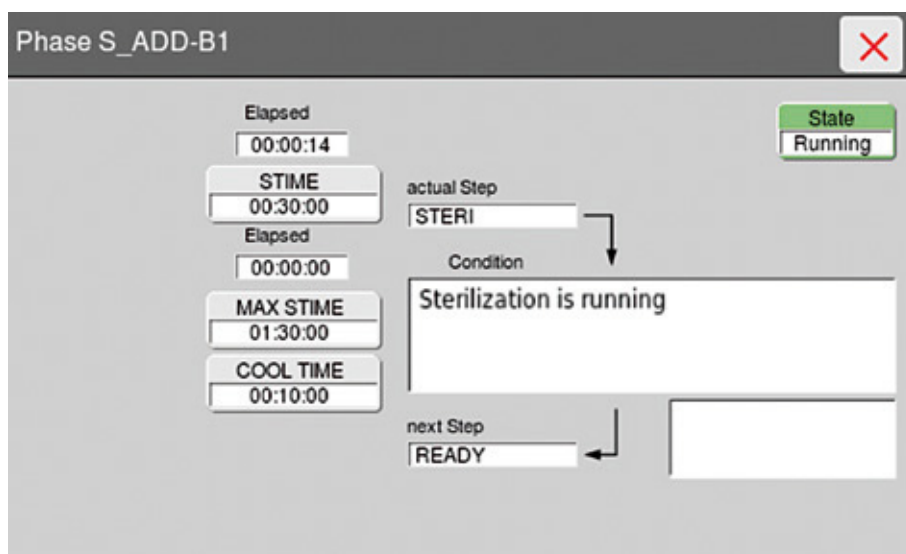 Phase S_ADD-B1
Elapsed
00:00:14
State
Running
STIME
00:30:00
actual Step
STERI
Elapsed
00:00:00
Condition
Sterilization is running
MAX STIME
01:30:00
COOL TIME
00:10:00
next Step
READY